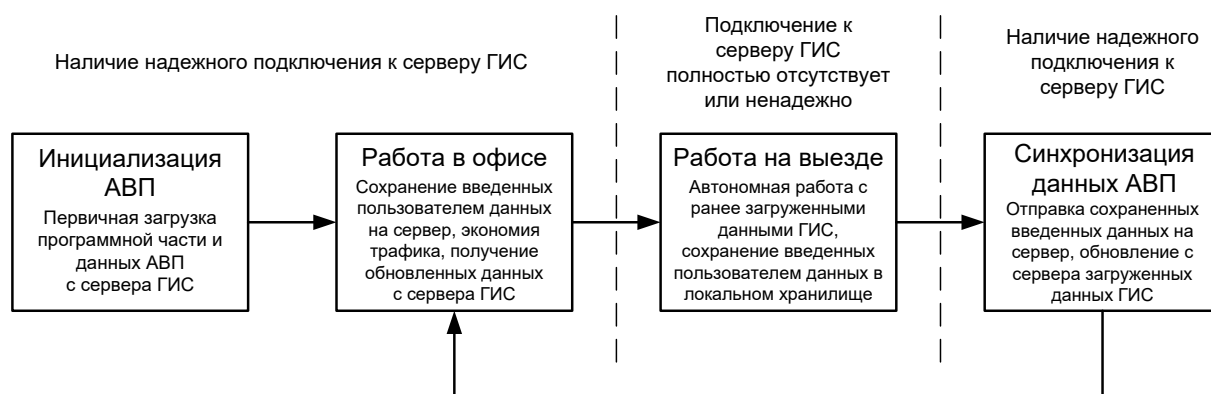 Наличие надежного подключения к серверу ГИС
Подключение к
серверу ГИС
полностью отсутствует
или ненадежно
Наличие надежного
подключения к
серверу ГИС
Инициализация
АВП
Первичная загрузка
программной части и
данных АВП
с сервера ГИС
Работа в офисе
Сохранение введенных
пользователем данных
на сервер, экономия
трафика, получение
обновленных данных
с сервера ГИС
Работа на выезде
Автономная работа с
ранее загруженными
данными ГИС,
сохранение введенных
пользователем данных в
локальном хранилище
Синхронизация
данных АВП
Отправка сохраненных
введенных данных на
сервер, обновление с
сервера загруженных
данных ГИС